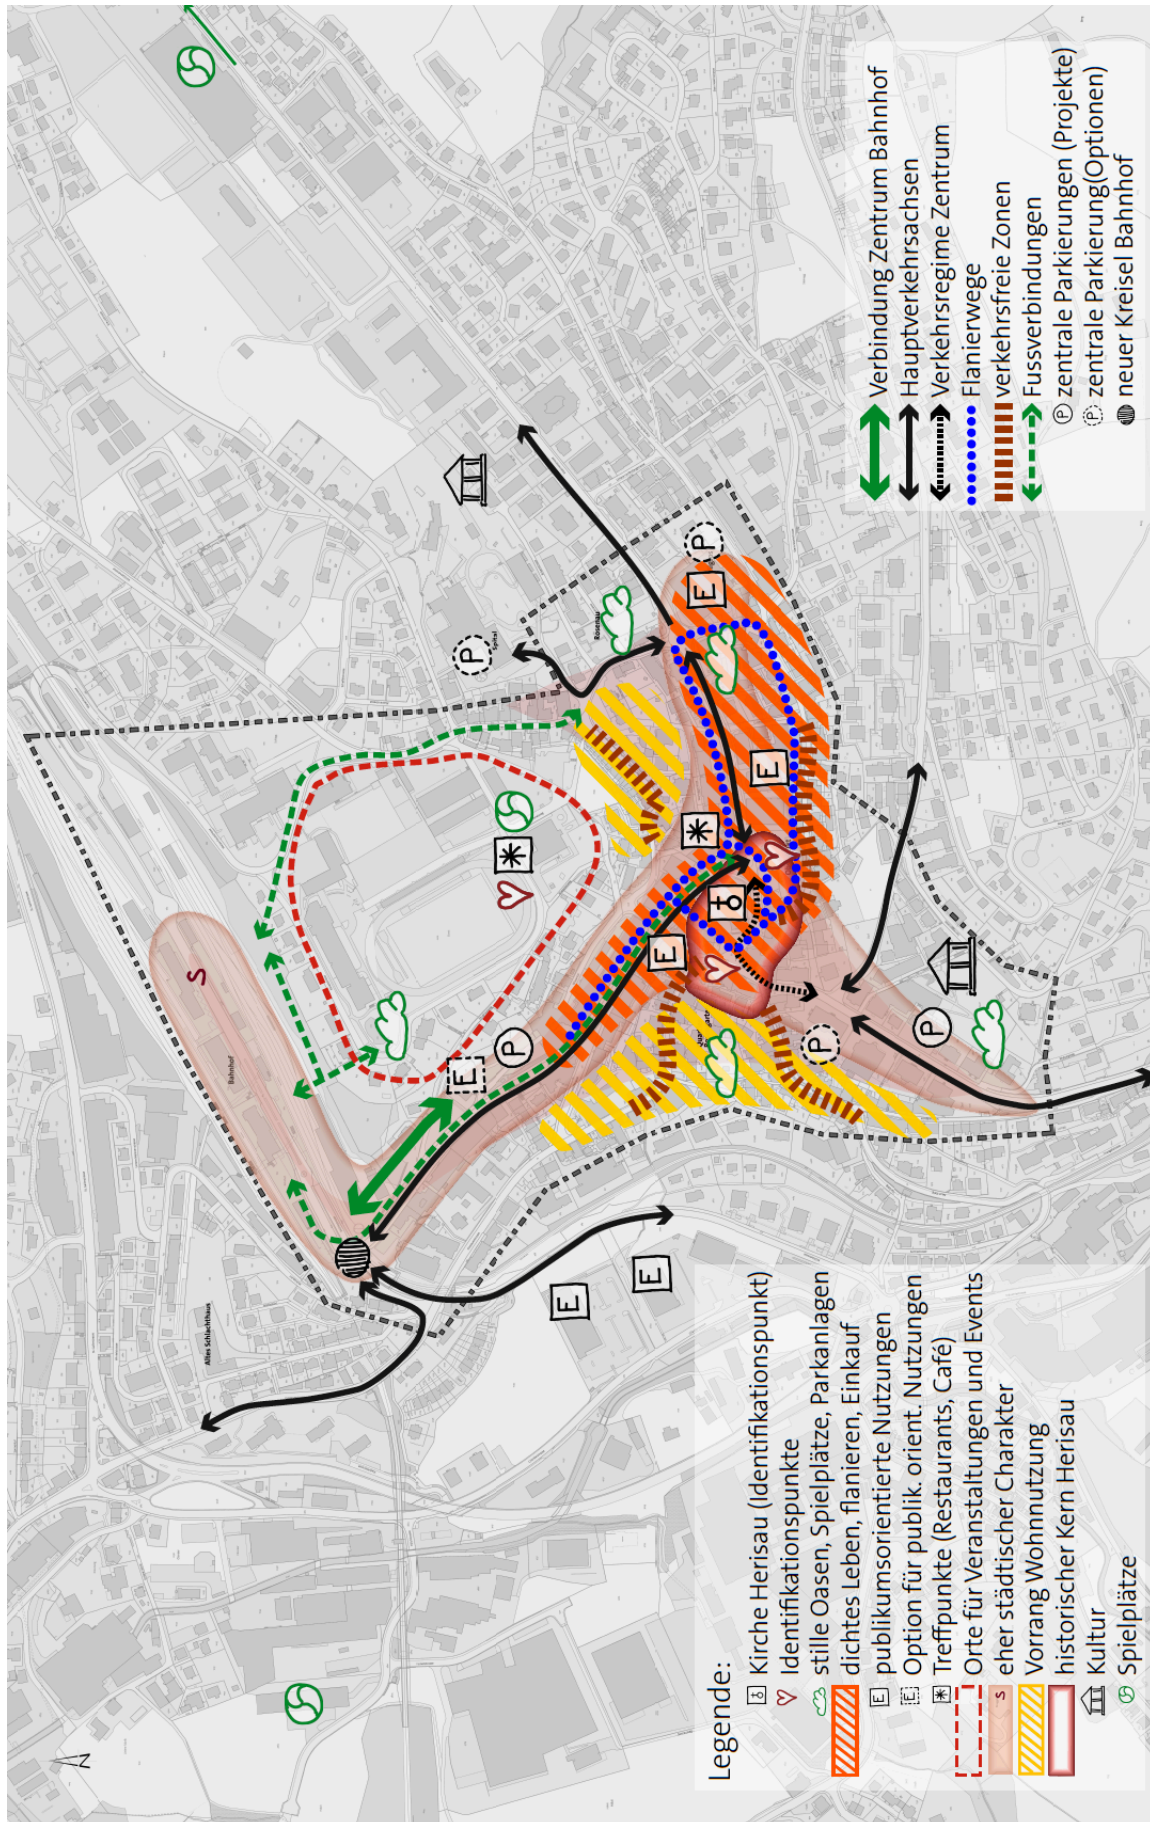 Legende:
Kirche Herisau (Identifikationspunkt)
Identifikationspunkte
stille Oasen, Spielplätze, Parkanlagen
dichtes Leben, flanieren, Einkauf
E publikumsorientierte Nutzungen
E Option für publik. orient. Nutzungen
Treffpunkte (Restaurants, Café)
Orte für Veranstaltungen und Events
S eher städtischer Charakter
Vorrang Wohnnutzung
historischer Kern Herisau
Kultur
Spielplätze
Verbindung Zentrum Bahnhof
Hauptverkehrsachsen
Verkehrsregime Zentrum
Flanierwege
verkehrsfreie Zonen
Fussverbindungen
P zentrale Parkierungen (Projekte)
P zentrale Parkierung(Optionen)
neuer Kreisel Bahnhof
N
Altes Schlachthaus
Bahnhof
S
E
P
E
E
E
P
P
E
E
P
P
Spital
Rosenau